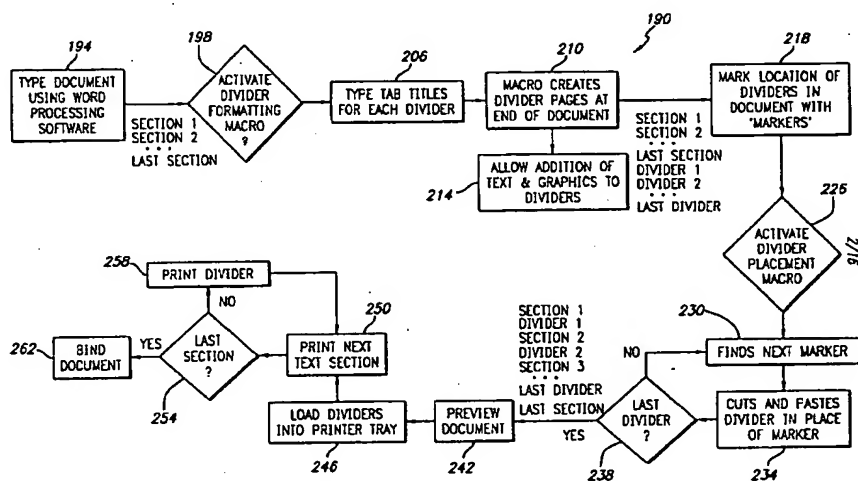 190
194
TYPE DOCUMENT
USING WORD
PROCESSING
SOFTWARE
SECTION 1
SECTION 2
• • •
LAST SECTION
198
ACTIVATE
DIVIDER
FORMATTING
MACRO
?
206
TYPE TAB TITLES
FOR EACH DIVIDER
210
MACRO CREATES
DIVIDER PAGES AT
END OF DOCUMENT
214
ALLOW ADDITION OF
TEXT & GRAPHICS TO
DIVIDERS
SECTION 1
SECTION 2
• • •
LAST SECTION
DIVIDER 1
DIVIDER 2
• • •
LAST DIVIDER
218
MARK LOCATION OF
DIVIDERS IN
DOCUMENT WITH
'MARKERS'
226
ACTIVATE
DIVIDER
PLACEMENT
MACRO
2/16
230
FINDS NEXT MARKER
CUTS AND FASTES
DIVIDER IN PLACE
OF MARKER
234
LAST
DIVIDER
?
238
NO
YES
SECTION 1
DIVIDER 1
SECTION 2
DIVIDER 2
SECTION 3
• • •
LAST DIVIDER
LAST SECTION
PREVIEW
DOCUMENT
242
LOAD DIVIDERS
INTO PRINTER TRAY
246
250
PRINT NEXT
TEXT SECTION
LAST
SECTION
?
254
NO
YES
258
PRINT DIVIDER
262
BIND
DOCUMENT